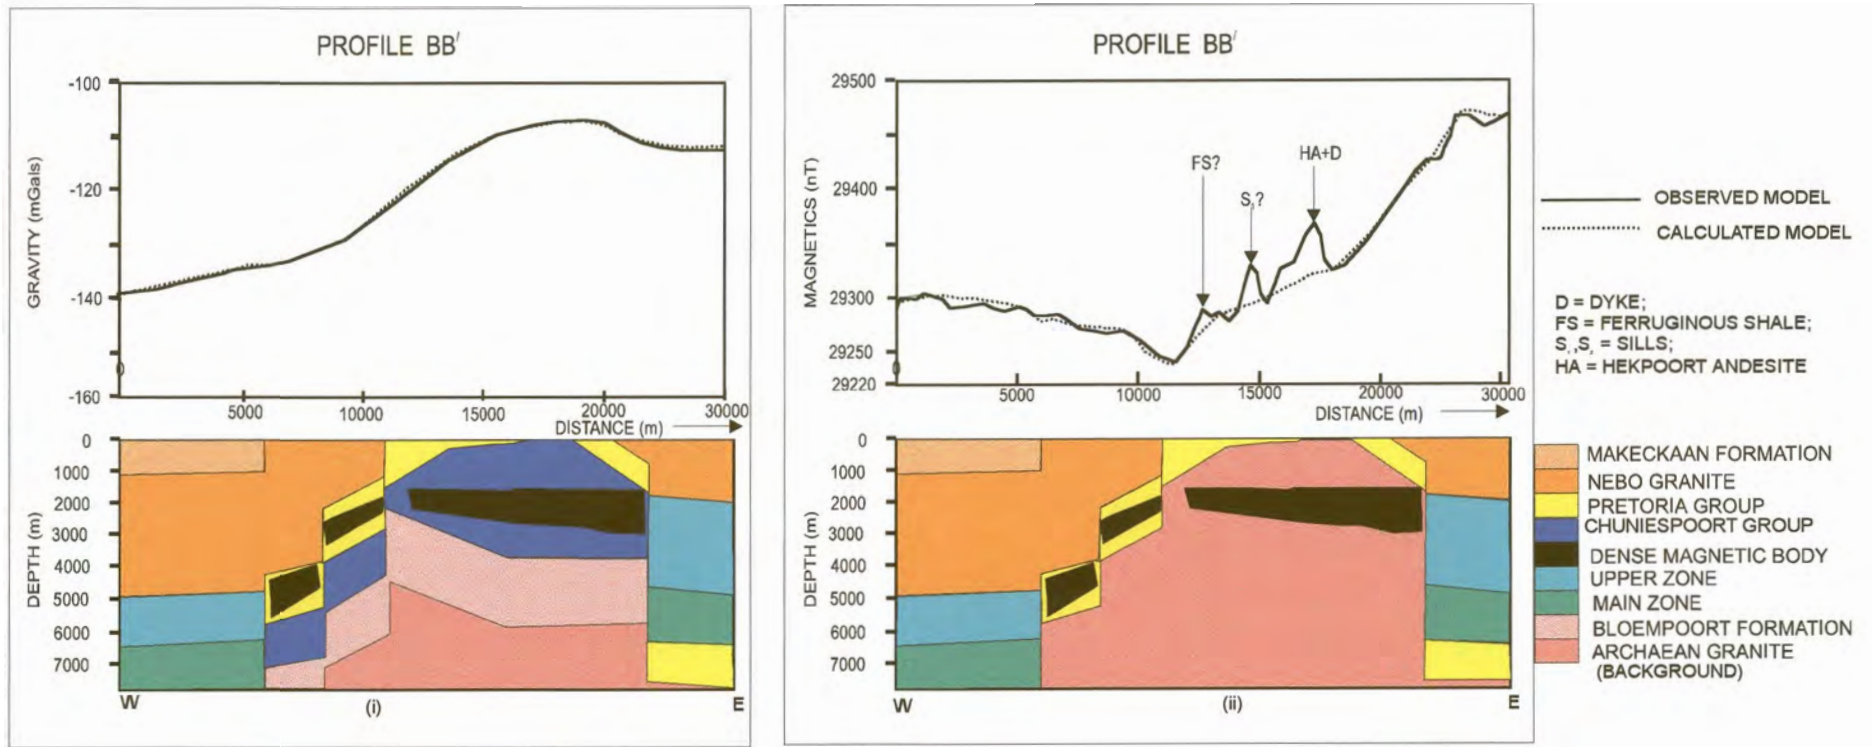 PROFILE BB'
-100
-120
-140
-160
GRAVITY (mGals)
0
5000
10000
15000
20000
30000
DISTANCE (m)
0
1000
2000
3000
4000
5000
6000
7000
DEPTH (m)
W
(i)
E
PROFILE BB'
29500
29400
29300
29250
29220
MAGNETICS (nT)
FS?
S,?
HA+D
0
5000
10000
15000
20000
30000
DISTANCE (m)
0
1000
2000
3000
4000
5000
6000
7000
DEPTH (m)
W
(ii)
E
OBSERVED MODEL
CALCULATED MODEL
D = DYKE;
FS = FERRUGINOUS SHALE;
S,,S, = SILLS;
HA = HEKPOORT ANDESITE
MAKECKAAN FORMATION
NEBO GRANITE
PRETORIA GROUP
CHUNIESPOORT GROUP
DENSE MAGNETIC BODY
UPPER ZONE
MAIN ZONE
BLOEMPOORT FORMATION
ARCHAEAN GRANITE
(BACKGROUND)